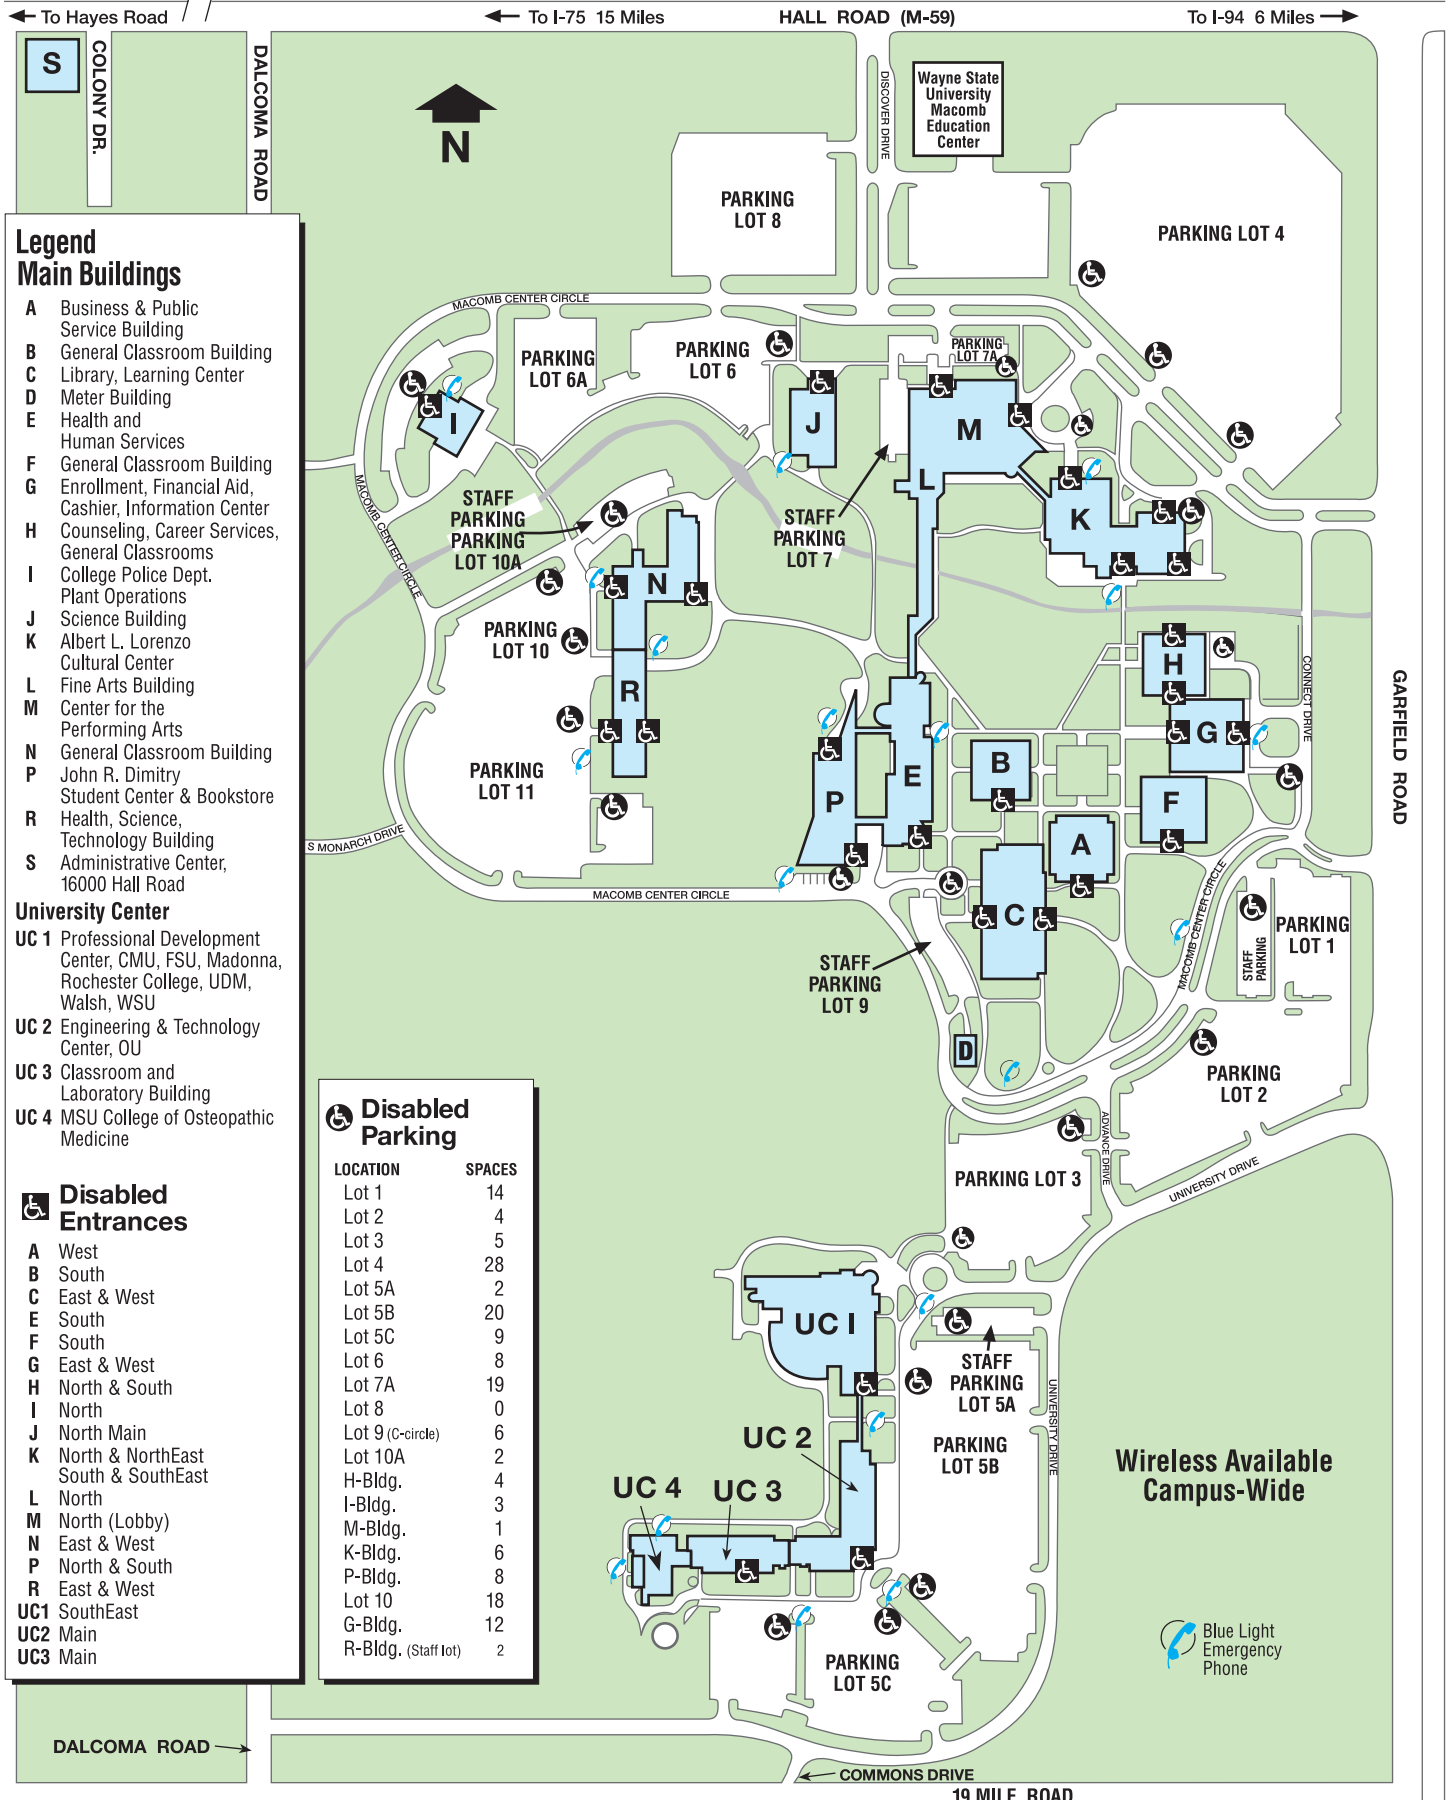 To Hayes Road
To I-75 15 Miles
HALL ROAD (M-59)
To I-94 6 Miles
S
COLONY DR.
DALCOMA ROAD
N
DISCOVER DRIVE
Wayne State
University
Macomb
Education
Center
PARKING
LOT 8
PARKING LOT 4
Legend
Main Buildings
A Business & Public
Service Building
B General Classroom Building
C Library, Learning Center
D Meter Building
E Health and
Human Services
F General Classroom Building
G Enrollment, Financial Aid,
Cashier, Information Center
H Counseling, Career Services,
General Classrooms
I College Police Dept.
Plant Operations
J Science Building
K Albert L. Lorenzo
Cultural Center
L Fine Arts Building
M Center for the
Performing Arts
N General Classroom Building
P John R. Dimitry
Student Center & Bookstore
R Health, Science,
Technology Building
S Administrative Center,
16000 Hall Road
University Center
UC 1 Professional Development
Center, CMU, FSU, Madonna,
Rochester College, UDM,
Walsh, WSU
UC 2 Engineering & Technology
Center, OU
UC 3 Classroom and
Laboratory Building
UC 4 MSU College of Osteopathic
Medicine
Disabled
Entrances
A West
B South
C East & West
E South
F South
G East & West
H North & South
I North
J North Main
K North & NorthEast
South & SouthEast
L North
M North (Lobby)
N East & West
P North & South
R East & West
UC1 SouthEast
UC2 Main
UC3 Main
Disabled
Parking
LOCATION SPACES
Lot 1 14
Lot 2 4
Lot 3 5
Lot 4 28
Lot 5A 2
Lot 5B 20
Lot 5C 9
Lot 6 8
Lot 7A 19
Lot 8 0
Lot 9 (C-circle) 6
Lot 10A 2
H-Bldg. 4
I-Bldg. 3
M-Bldg. 1
K-Bldg. 6
P-Bldg. 8
Lot 10 18
G-Bldg. 12
R-Bldg. (Staff lot) 2
MACOMB CENTER CIRCLE
PARKING
LOT 6A
PARKING
LOT 6
PARKING
LOT 7A
I
J
M
L
K
MACOMB CENTER CIRCLE
STAFF
PARKING
PARKING
LOT 10A
STAFF
PARKING
LOT 7
N
PARKING
LOT 10
R
H
G
CONNECT DRIVE
GARFIELD ROAD
PARKING
LOT 11
P
E
B
F
A
C
S MONARCH DRIVE
MACOMB CENTER CIRCLE
MACOMB CENTER CIRCLE
STAFF
PARKING
PARKING
LOT 1
STAFF
PARKING
LOT 9
D
PARKING
LOT 2
ADVANCE DRIVE
PARKING LOT 3
UNIVERSITY DRIVE
UC I
STAFF
PARKING
LOT 5A
UNIVERSITY DRIVE
PARKING
LOT 5B
UC 2
UC 4
UC 3
Wireless Available
Campus-Wide
Blue Light
Emergency
Phone
PARKING
LOT 5C
DALCOMA ROAD
COMMONS DRIVE
19 MILE ROAD